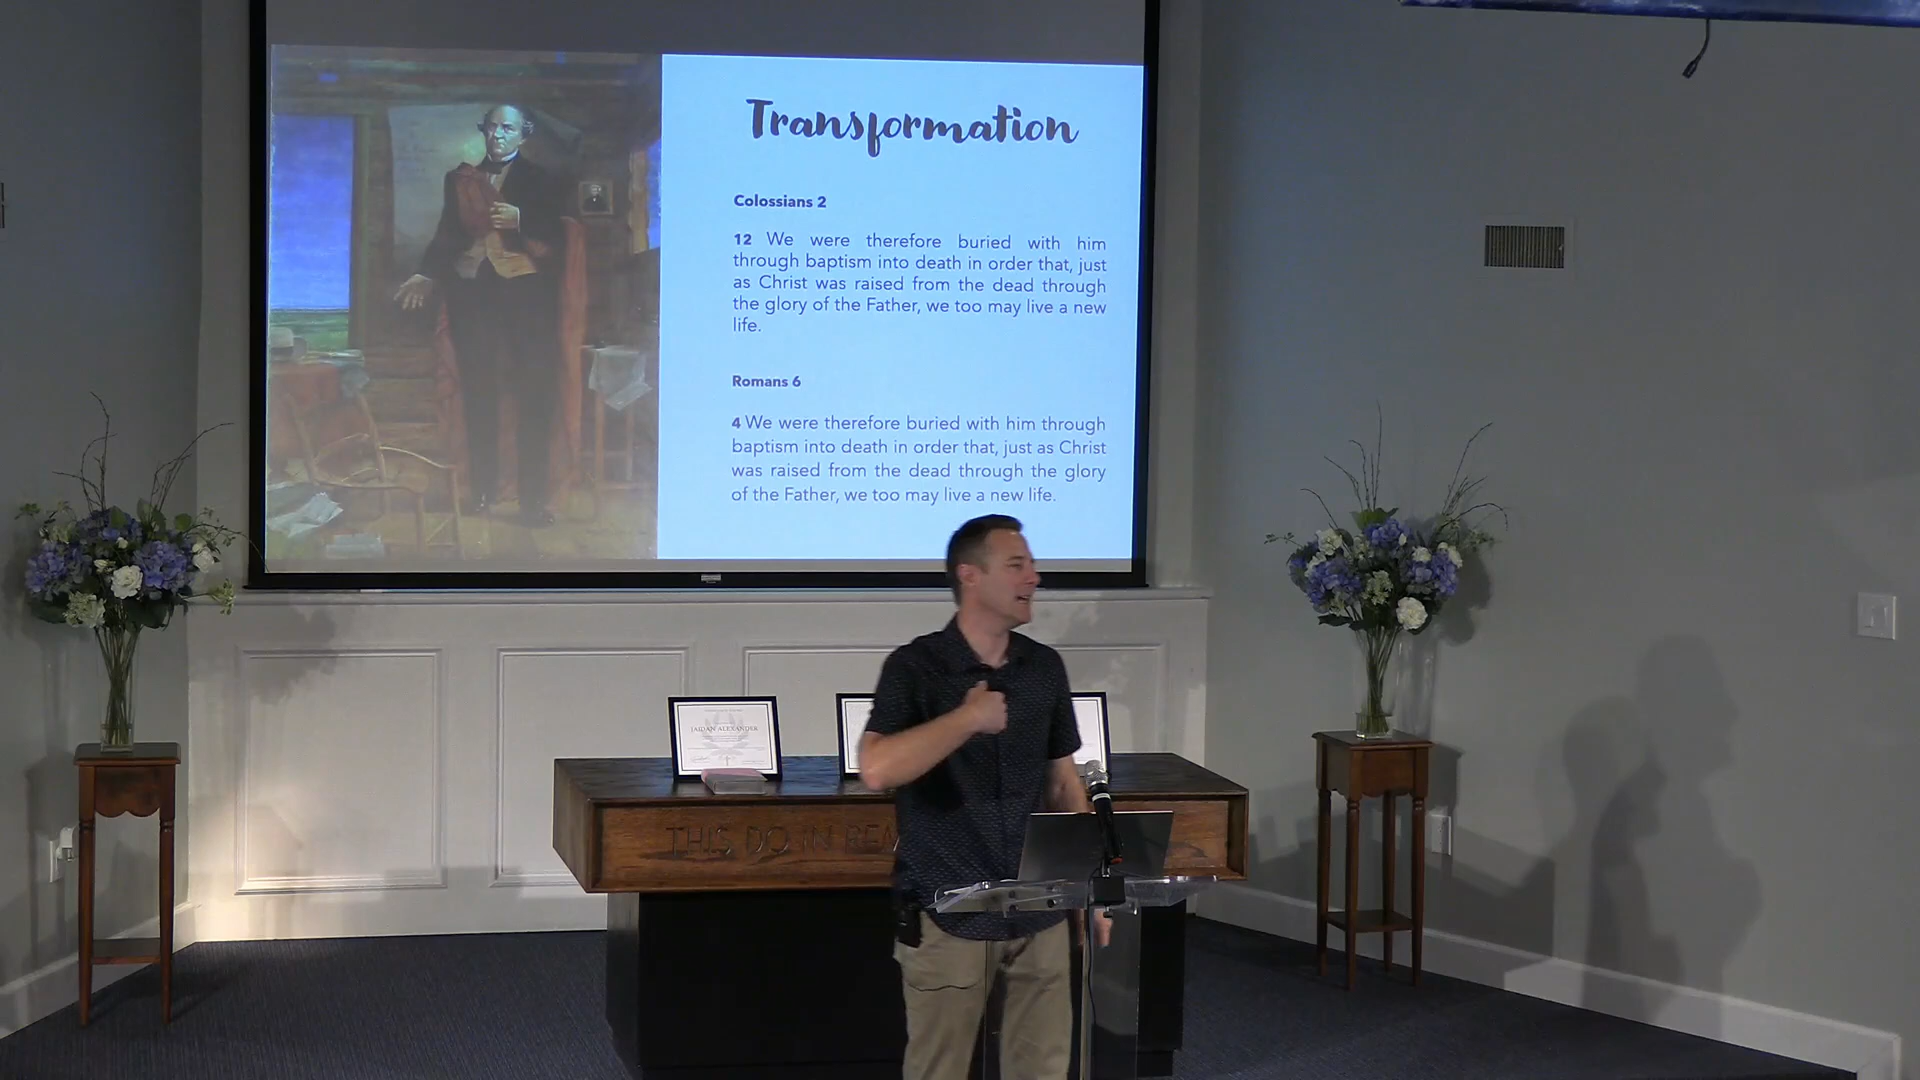 Transformation
Colossians 2
12 We were therefore buried with him
through baptism into death in order that, just
as Christ was raised from the dead through
the glory of the Father, we too may live a new
life.
Romans 6
4 We were therefore buried with him through
baptism into death in order that, just as Christ
was raised from the dead through the glory
of the Father, we too may live a new life.
JAIDAN ALEXANDER
THIS DO IN REM